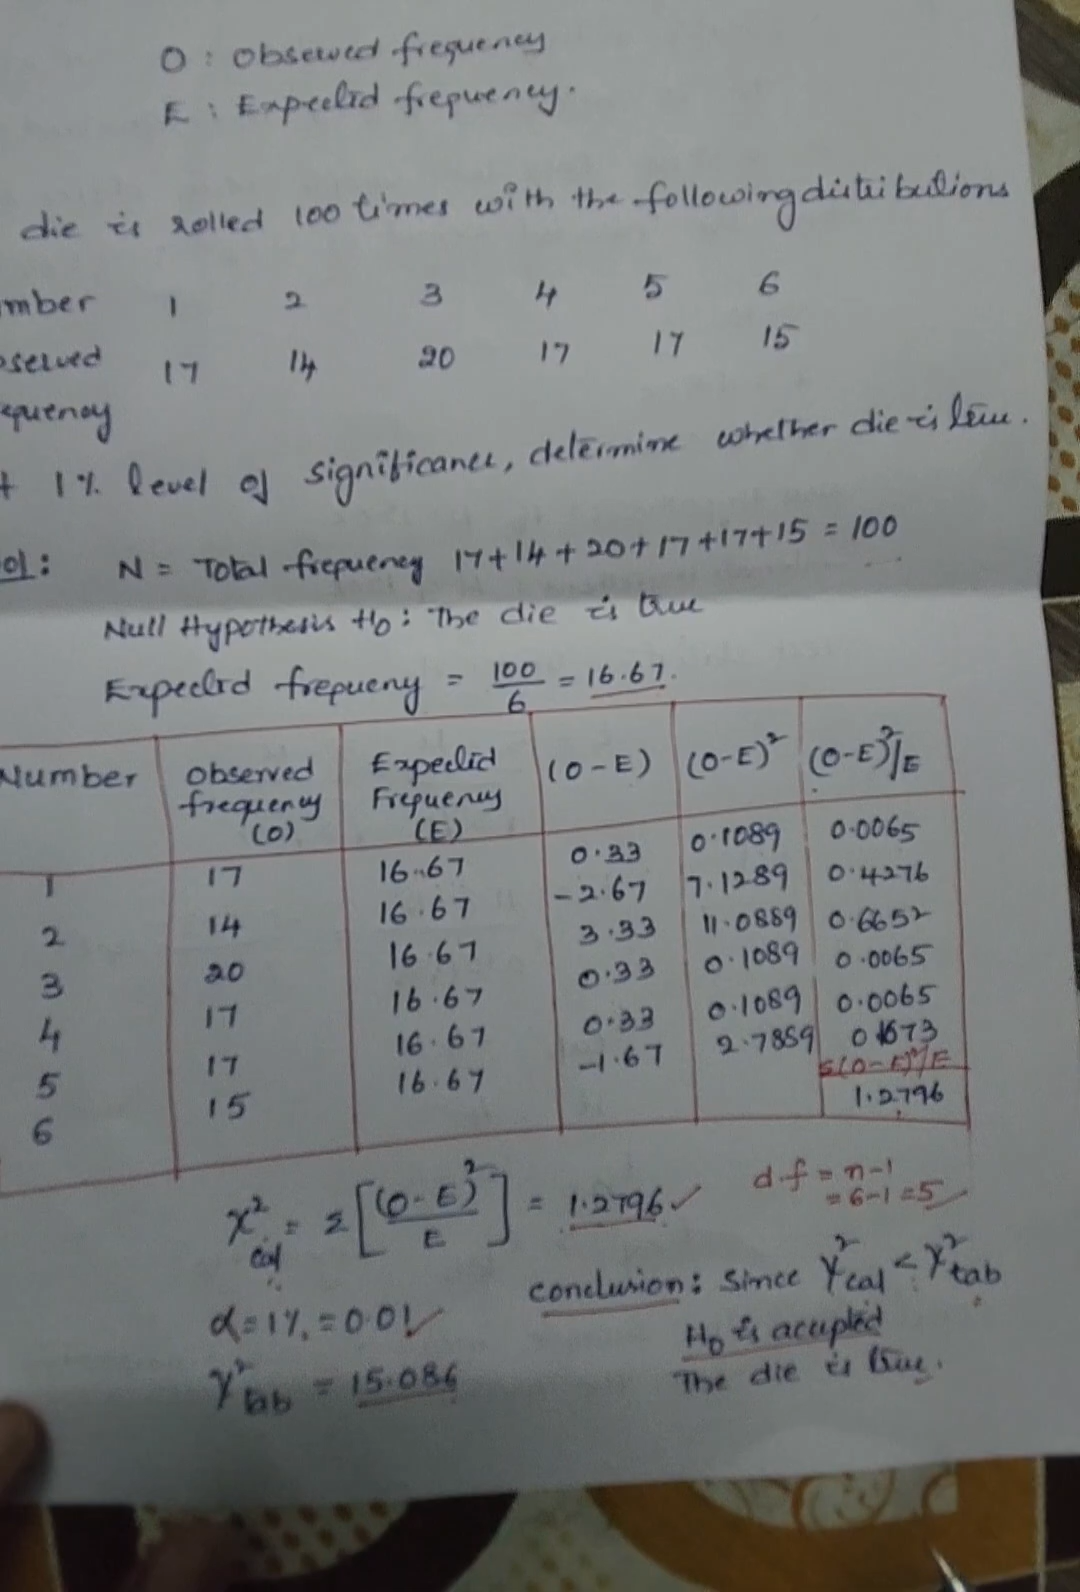 O : Observed frequency
E : Expected frequency.
die is rolled 100 times with the following distributions
mber 1 2 3 4 5 6
served 17 14 20 17 17 15
equency
t 1% level of significance, determine whether die is true.
ol: N = Total frequency 17+14+20+17+17+15 = 100
Null Hypothesis H₀ : The die is true
Expected frequency = 100/6 = 16.67.
Number Observed frequency (O) Expected Frequency (E) (O-E) (O-E)² (O-E)²/E
1 17 16.67 0.33 0.1089 0.0065
2 14 16.67 -2.67 7.1289 0.4276
3 20 16.67 3.33 11.0889 0.6652
4 17 16.67 0.33 0.1089 0.0065
5 17 16.67 0.33 0.1089 0.0065
6 15 16.67 -1.67 2.7889 0.1673
Σ(O-E)²/E
1.2796
χ²cal = Σ[(O-E)²/E] = 1.2796 ✓
d.f = n-1
= 6-1 = 5
α = 1% = 0.01 ✓
χ²tab = 15.086
Conclusion: Since χ²cal < χ²tab
H₀ is accepted
The die is true.